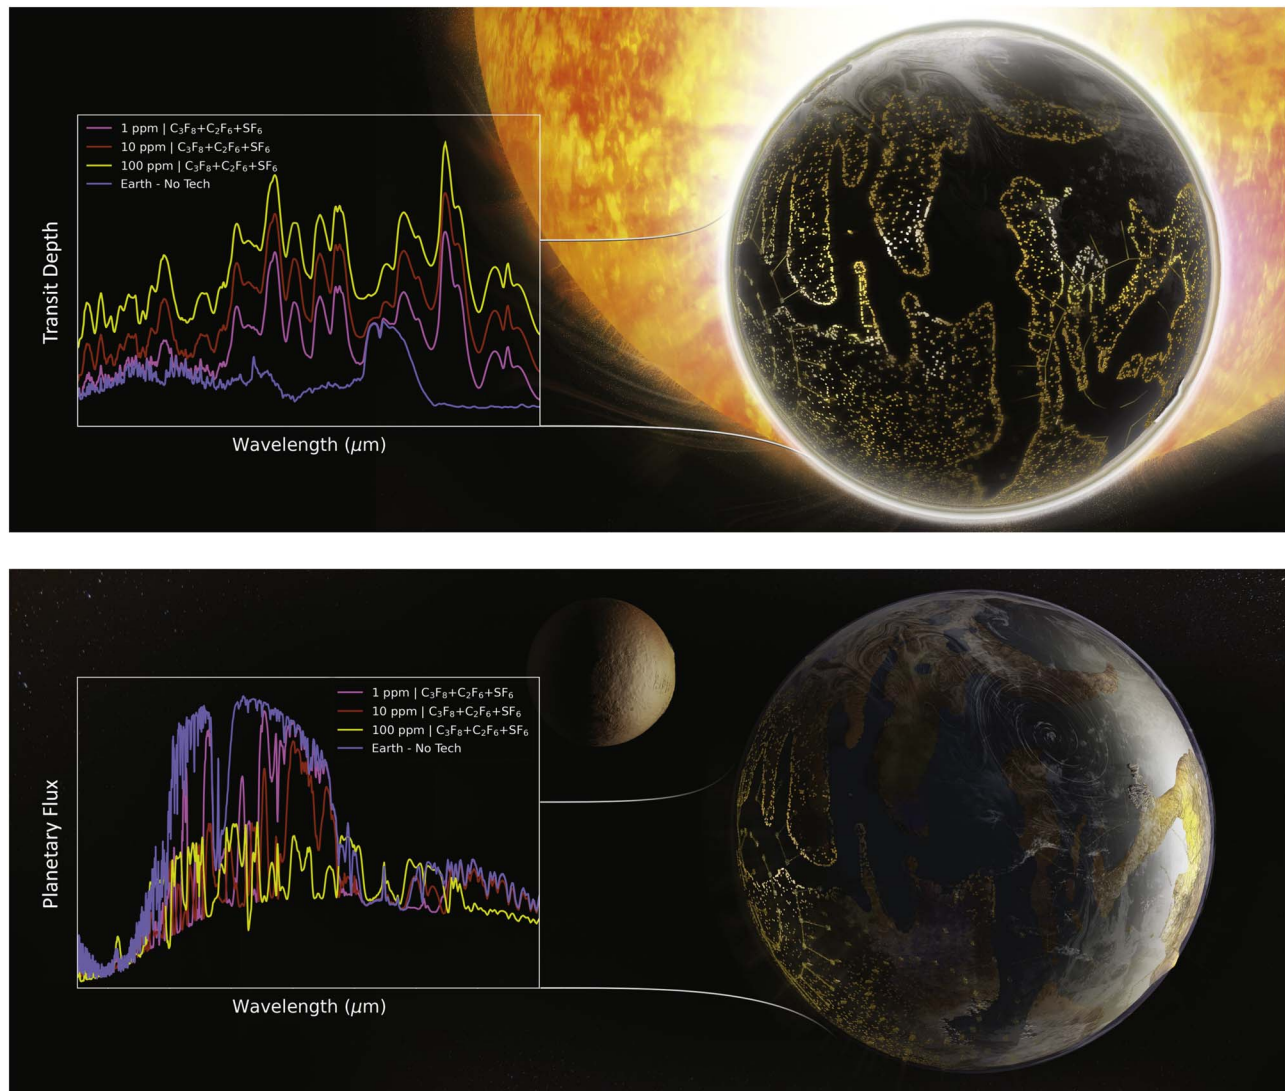 1 ppm | C₃F₈+C₂F₆+SF₆
10 ppm | C₃F₈+C₂F₆+SF₆
100 ppm | C₃F₈+C₂F₆+SF₆
Earth - No Tech
Transit Depth
Wavelength (μm)
1 ppm | C₃F₈+C₂F₆+SF₆
10 ppm | C₃F₈+C₂F₆+SF₆
100 ppm | C₃F₈+C₂F₆+SF₆
Earth - No Tech
Planetary Flux
Wavelength (μm)